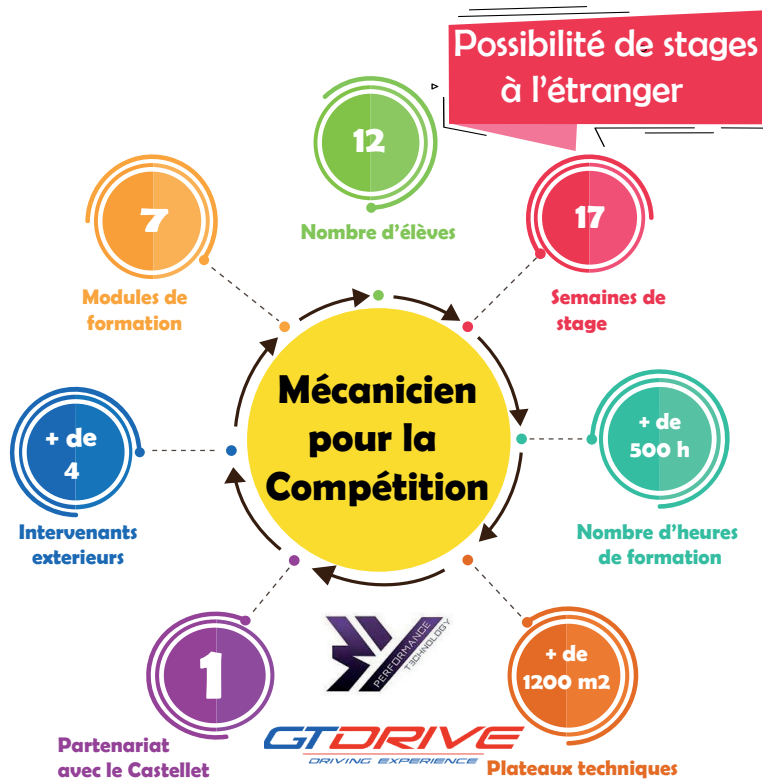 Possibilité de stages
à l'étranger
12
Nombre d'élèves
17
Semaines de
stage
+ de
500 h
Nombre d'heures
de formation
+ de
1200 m2
Plateaux techniques
1
Partenariat
avec le Castellet
+ de
4
Intervenants
exterieurs
7
Modules de
formation
Mécanicien
pour la
Compétition
PERFORMANCE
TECHNOLOGY
GTDRIVE
DRIVING EXPERIENCE